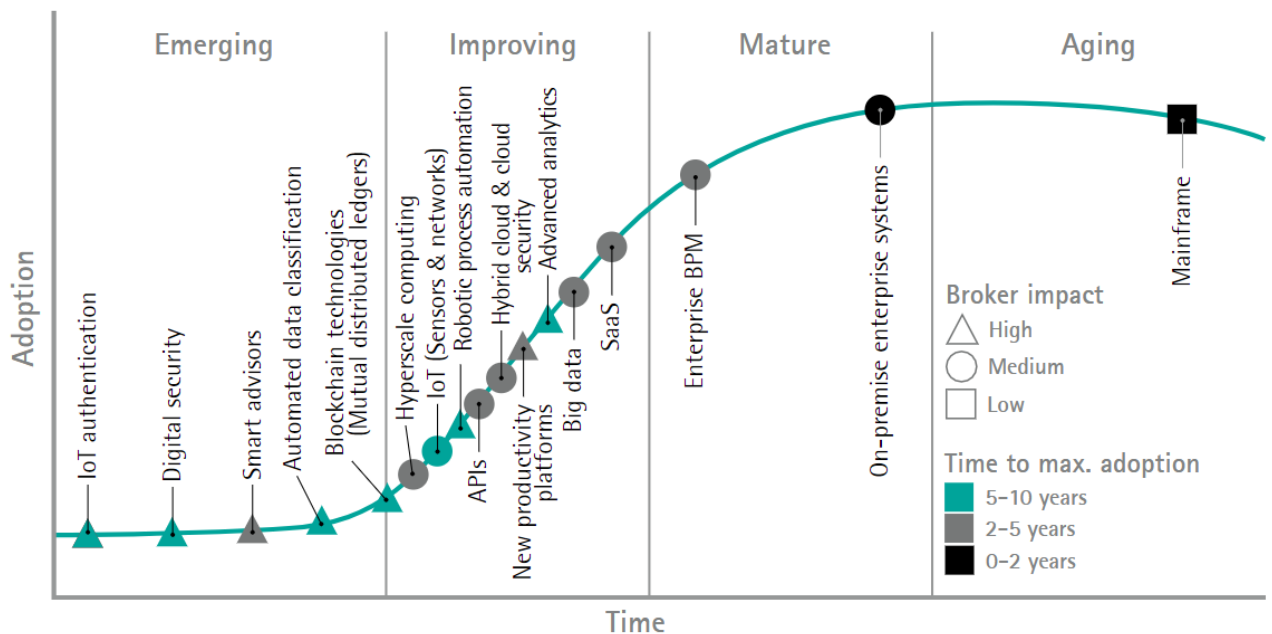 Emerging
Improving
Mature
Aging
Adoption
IoT authentication
Digital security
Smart advisors
Automated data classification
Blockchain technologies
(Mutual distributed ledgers)
Hyperscale computing
IoT (Sensors & networks)
Robotic process automation
APIs
Hybrid cloud & cloud
security
New productivity
platforms
Advanced analytics
Big data
SaaS
Enterprise BPM
On-premise enterprise systems
Mainframe
Broker impact
High
Medium
Low
Time to max. adoption
5–10 years
2–5 years
0–2 years
Time